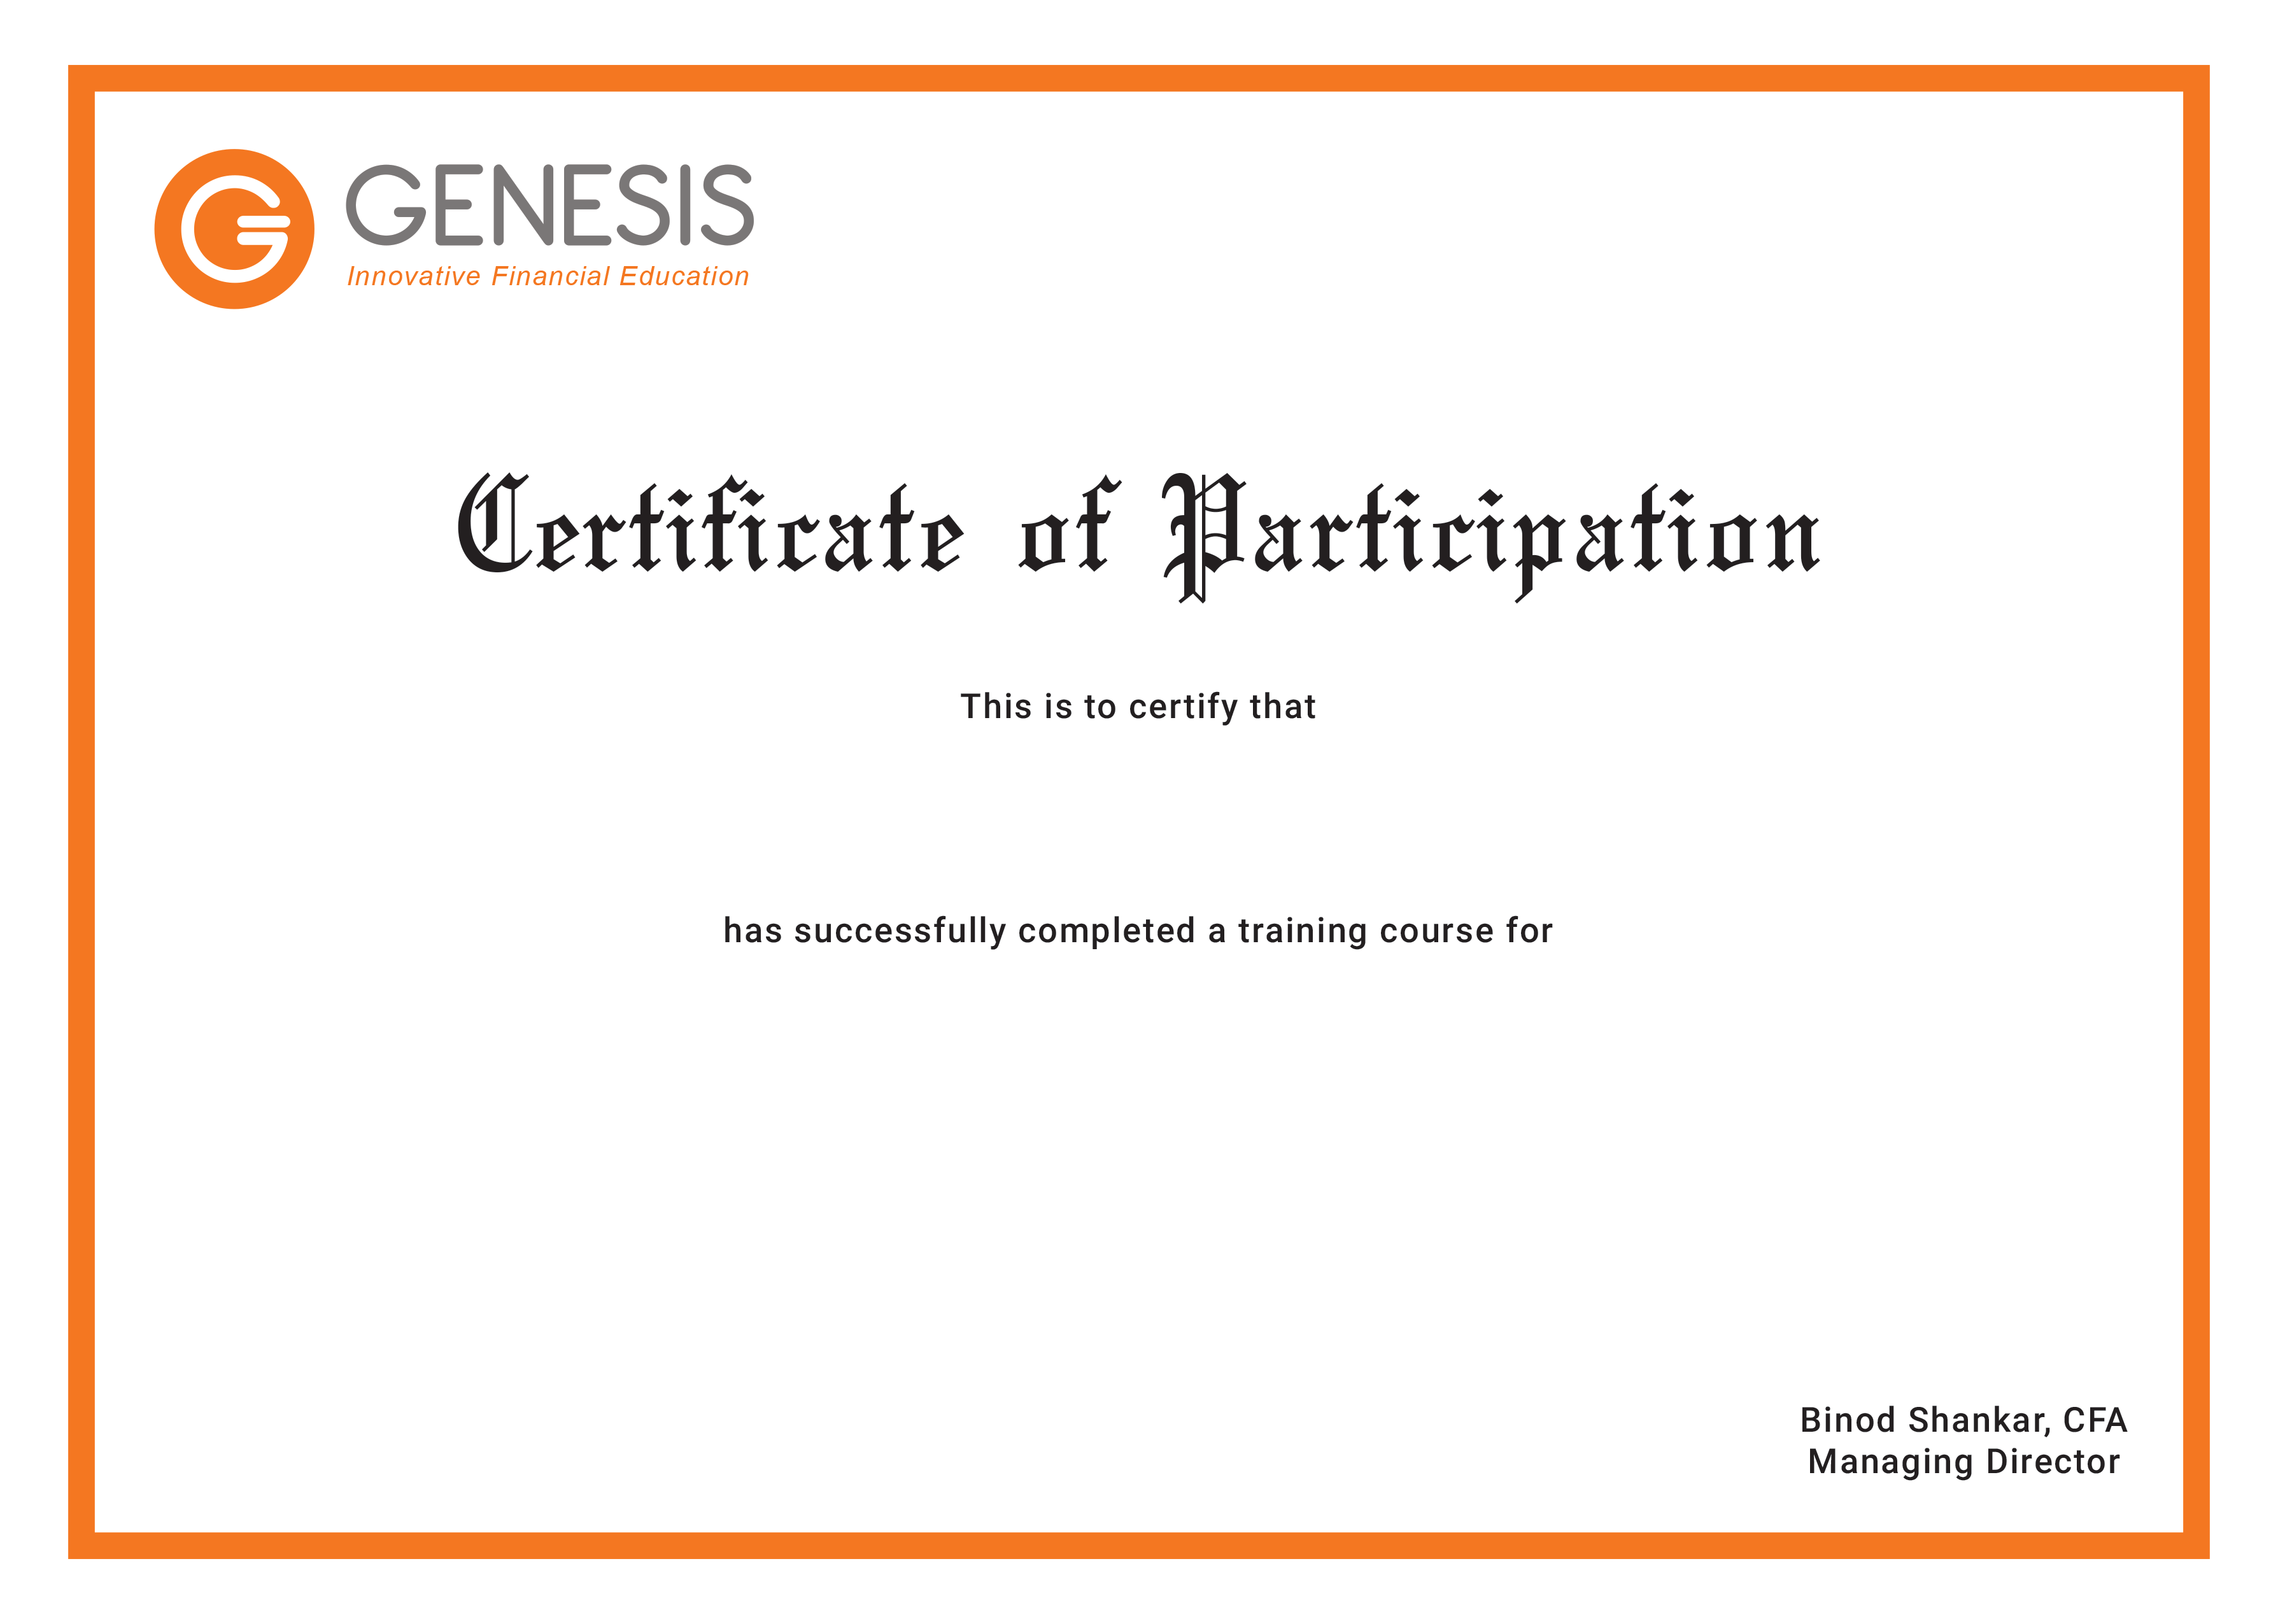 GENESIS
Innovative Financial Education
Certificate of Participation
This is to certify that
has successfully completed a training course for
Binod Shankar, CFA
Managing Director